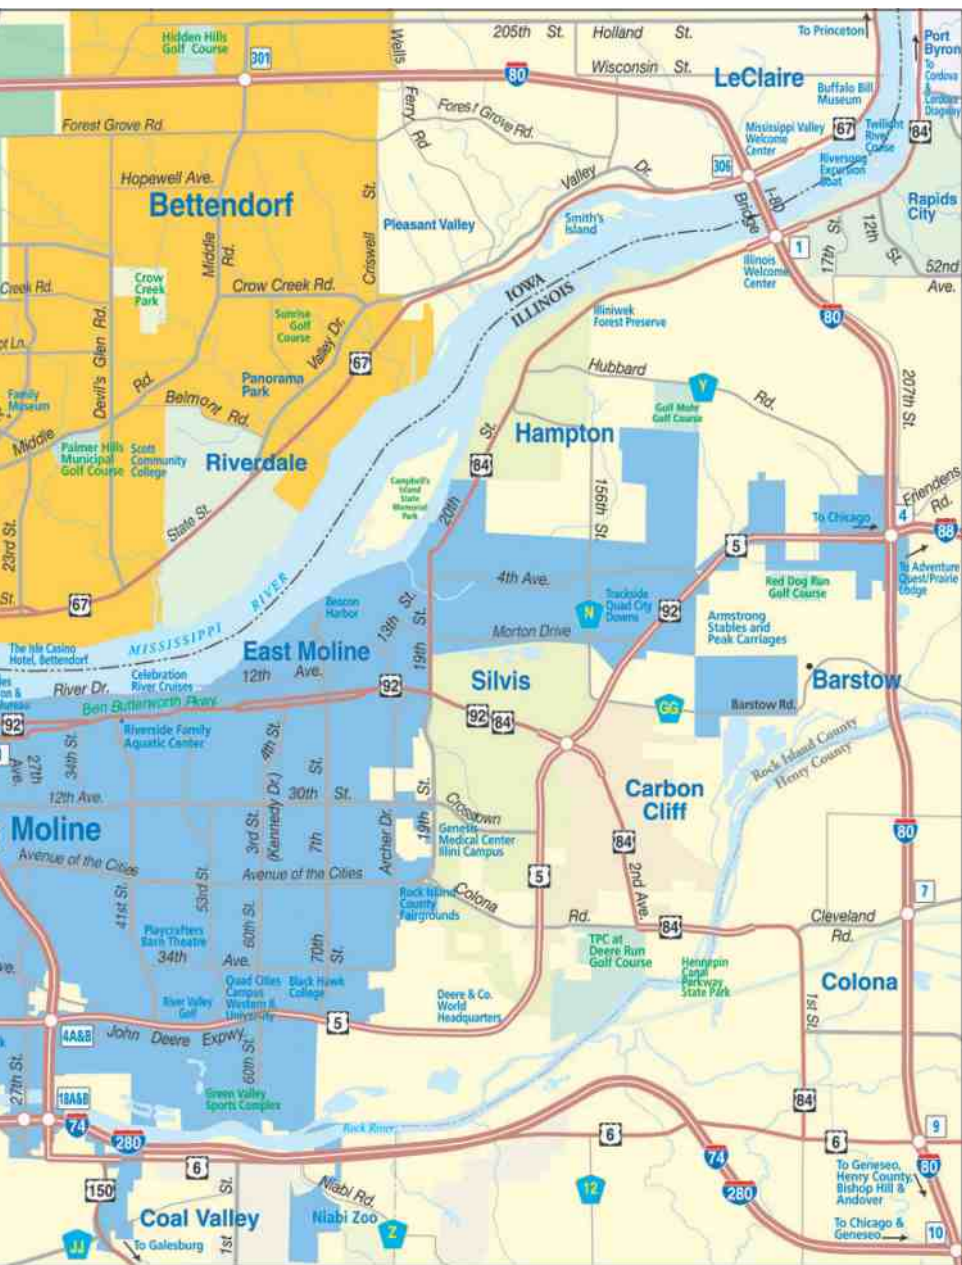 Hidden Hills
Golf Course
301
Wells
205th St.
Holland St.
To Princeton
Port
Byron
To
Cordova
&
Cordova
Dragway
80
Wisconsin St.
LeClaire
Buffalo Bill
Museum
Forest Grove Rd.
Ferry Rd
Forest Grove Rd.
Mississippi Valley
Welcome
Center
67
Twilight
River
Cruise
84
Hopewell Ave.
Valley Dr.
306
Riversong
Excursion
Boat
Bettendorf
St.
Pleasant Valley
Smith's
Island
Bridge
I-80
Rapids
City
Middle
Rd.
Criswell
17th St.
12th St.
1
Illinois
Welcome
Center
52nd
Ave.
Creek Rd.
Crow
Creek
Park
Crow Creek Rd.
IOWA
ILLINOIS
Illiniwek
Forest Preserve
80
Sunrise
Golf
Course
Valley Dr.
67
Devil's Glen Rd.
ot Ln.
Hubbard Rd.
Y
207th St.
Family
Museum
Rd.
Panorama
Park
Belmont Rd.
Golf Mohr
Golf Course
Middle
Palmer Hills
Municipal
Golf Course
Scott
Community
College
Riverdale
St.
Hampton
84
Campbell's
Island
State
Memorial
Park
20th
156th St.
Friendens
Rd.
To Chicago
4
88
State St.
23rd St.
5
To Adventure
Quest/Prairie
Lodge
4th Ave.
Red Dog Run
Golf Course
St.
67
RIVER
MISSISSIPPI
Beacon
Harbor
13th St.
19th St.
N
Trackside
Quad City
Downs
92
Armstrong
Stables and
Peak Carriages
Morton Drive
The Isle Casino
Hotel, Bettendorf
East Moline
12th Ave.
Silvis
Barstow
Celebration
River Cruises
River Dr.
92
Ben Butterworth Pkwy.
92
92
84
GG
Barstow Rd.
Riverside Family
Aquatic Center
Rock Island County
Henry County
27th
Ave.
34th St.
4th St.
3rd St.
(Kennedy Dr.)
30th St.
7th St.
12th Ave.
Archer Dr.
19th St.
Crosstown
Carbon
Cliff
Moline
Genesis
Medical Center
Illini Campus
84
80
Avenue of the Cities
Avenue of the Cities
5
2nd Ave.
7
41st St.
53rd St.
60th St.
70th St.
Rock Island
County
Fairgrounds
Colona Rd.
84
Cleveland
Rd.
Playcrafters
Barn Theatre
34th Ave.
TPC at
Deere Run
Golf Course
Hennepin
Canal
Parkway
State Park
Colona
ve.
Quad Cities
Campus
Western Il.
University
Black Hawk
College
River Valley
Golf
Deere & Co.
World
Headquarters
1st St.
4A&B
John Deere Expwy.
5
27th St.
60th St.
18A&B
Green Valley
Sports Complex
84
74
280
Rock River
6
6
9
74
80
6
150
St.
1st
Niabi Rd.
12
280
To Geneseo,
Henry County,
Bishop Hill &
Andover
Coal Valley
Niabi Zoo
Z
To Chicago &
Geneseo
10
JJ
To Galesburg